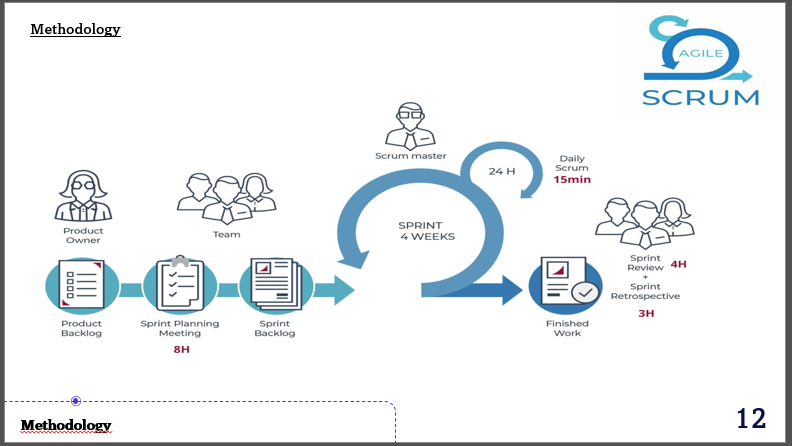 Methodology
AGILE
SCRUM
Scrum master
24 H
Daily
Scrum
15min
Product
Owner
Team
SPRINT
4 WEEKS
Sprint
Review 4H
+
Sprint
Retrospective
3H
Product
Backlog
Sprint Planning
Meeting
8H
Sprint
Backlog
Finished
Work
Methodology
12